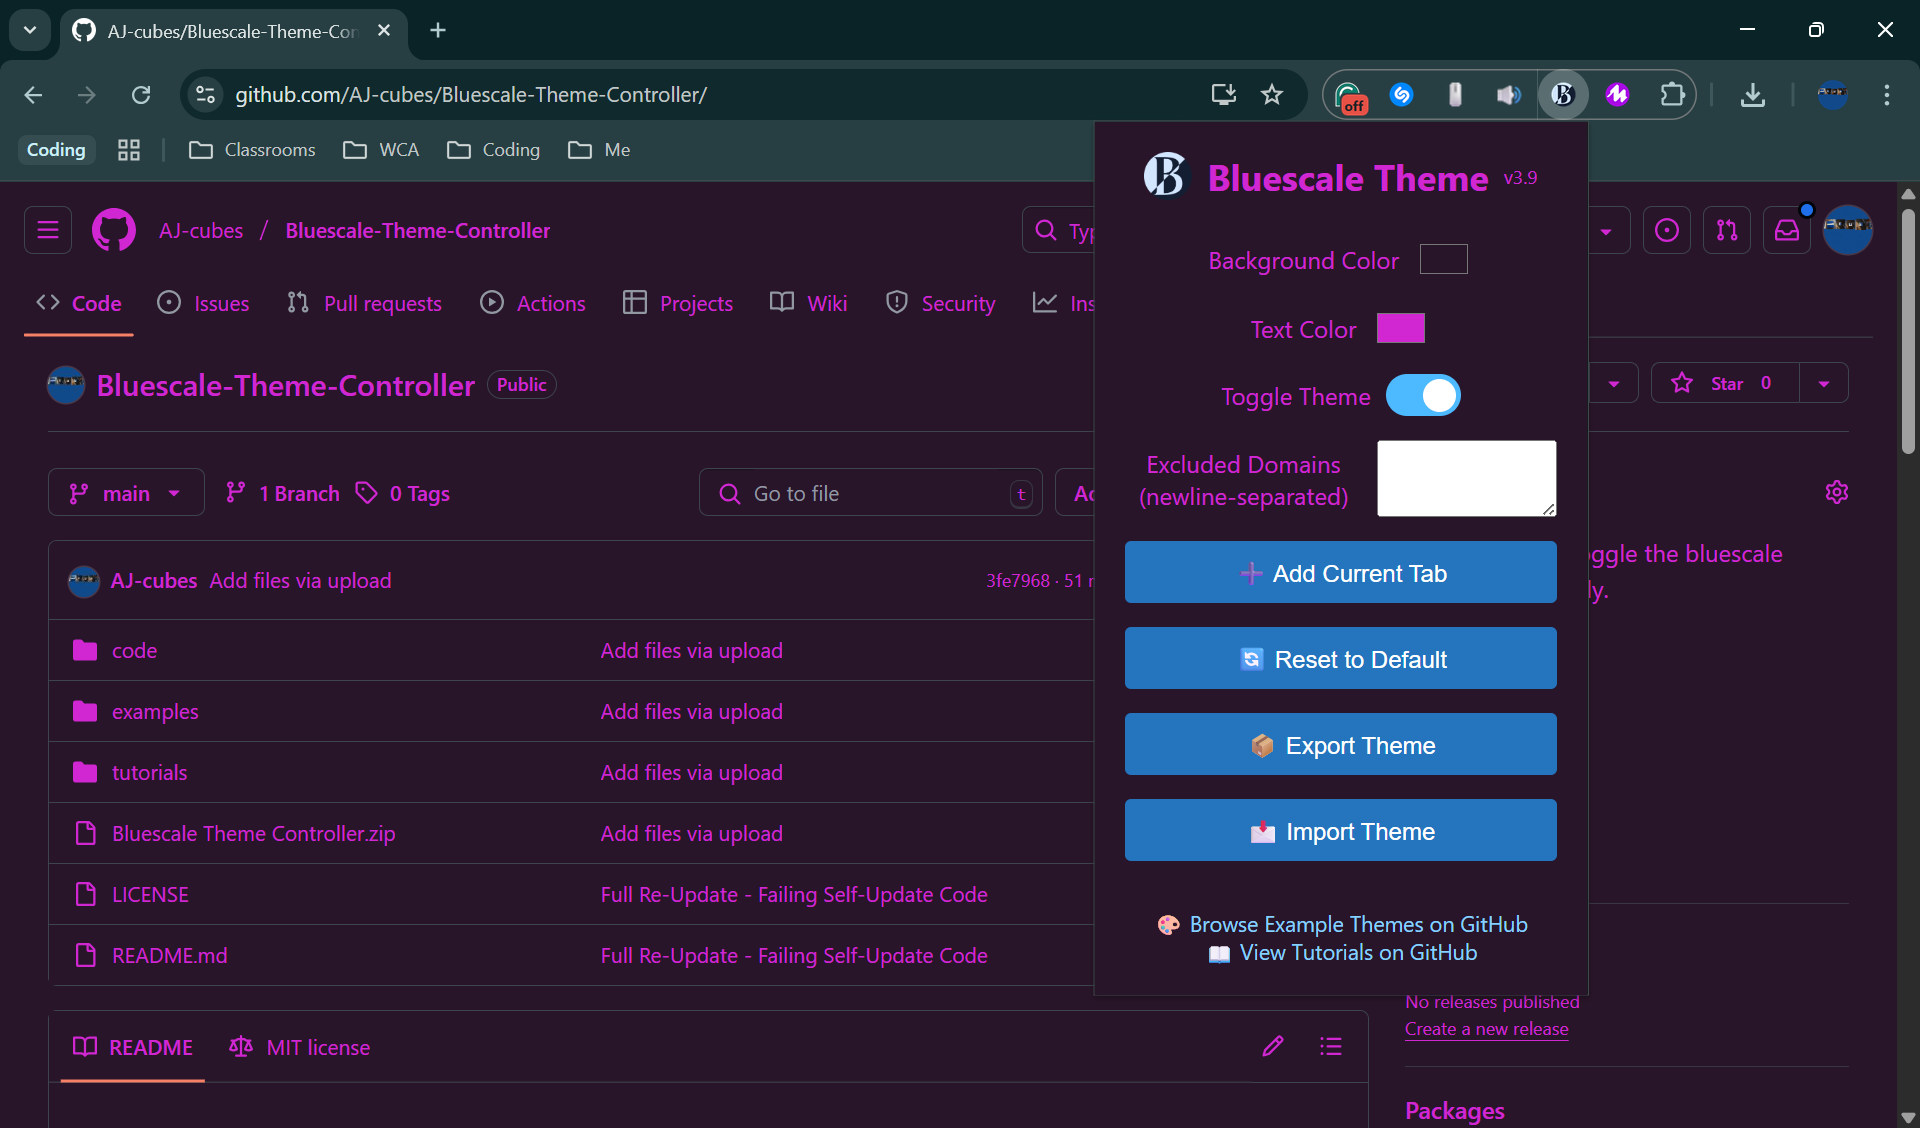 AJ-cubes/Bluescale-Theme-Con
github.com/AJ-cubes/Bluescale-Theme-Controller/
off
Coding
Classrooms
WCA
Coding
Me
Bluescale Theme v3.9
Background Color
Text Color
Toggle Theme
Excluded Domains
(newline-separated)
Add Current Tab
Reset to Default
Export Theme
Import Theme
Browse Example Themes on GitHub
View Tutorials on GitHub
AJ-cubes / Bluescale-Theme-Controller
Typ
Code
Issues
Pull requests
Actions
Projects
Wiki
Security
Ins
Bluescale-Theme-Controller Public
Star 0
main
1 Branch
0 Tags
Go to file
t
Ad
AJ-cubes Add files via upload
3fe7968 · 51
code Add files via upload
examples Add files via upload
tutorials Add files via upload
Bluescale Theme Controller.zip Add files via upload
LICENSE Full Re-Update - Failing Self-Update Code
README.md Full Re-Update - Failing Self-Update Code
oggle the bluescale
ly.
README
MIT license
No releases published
Create a new release
Packages